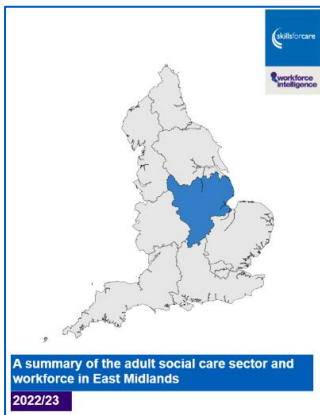 skillsforcare
workforce
intelligence
A summary of the adult social care sector and
workforce in East Midlands
2022/23